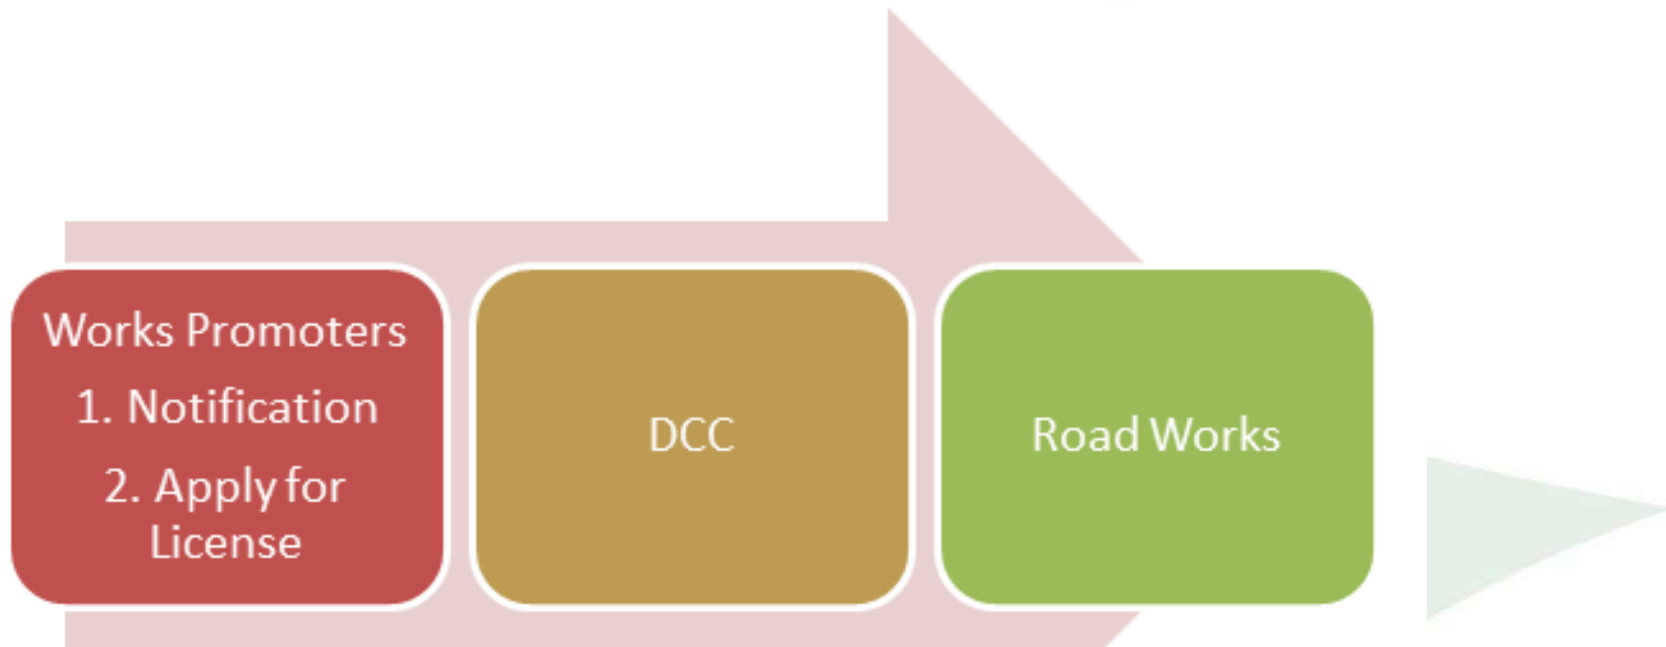 Works Promoters
1. Notification
2. Apply for
License
DCC
Road Works